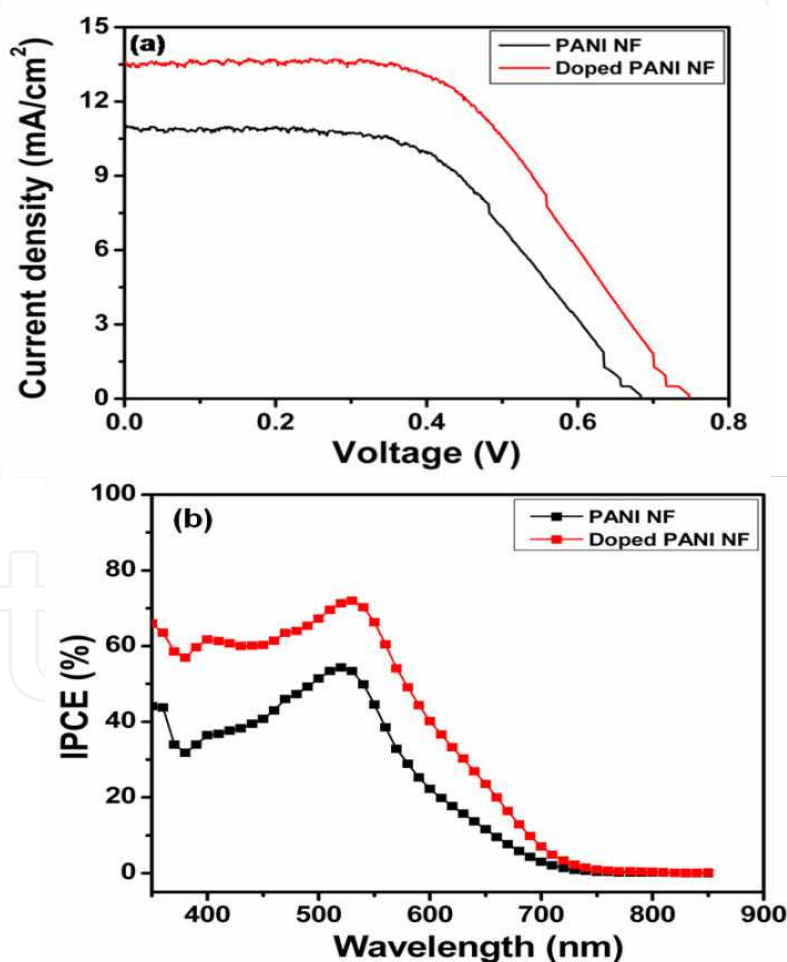 (a)
PANI NF
Doped PANI NF
15
12
9
6
3
0
Current density (mA/cm²)
0.0 0.2 0.4 0.6 0.8
Voltage (V)
(b)
PANI NF
Doped PANI NF
100
80
60
40
20
0
IPCE (%)
400 500 600 700 800 900
Wavelength (nm)